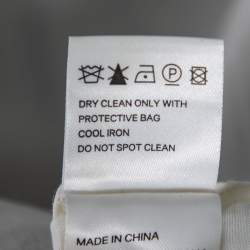 DRY CLEAN ONLY WITH
PROTECTIVE BAG
COOL IRON
DO NOT SPOT CLEAN
MADE IN CHINA